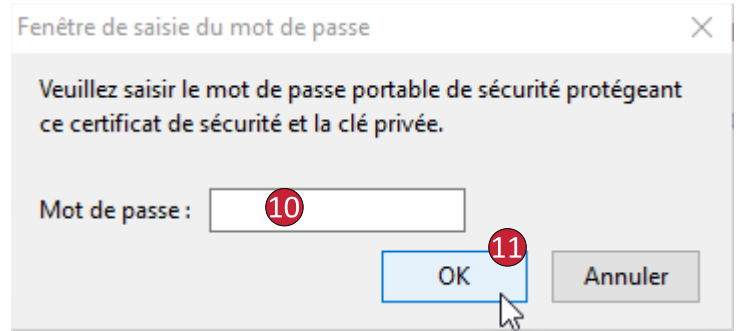 Fenêtre de saisie du mot de passe
Veuillez saisir le mot de passe portable de sécurité protégeant
ce certificat de sécurité et la clé privée.
Mot de passe : 10
11
OK Annuler